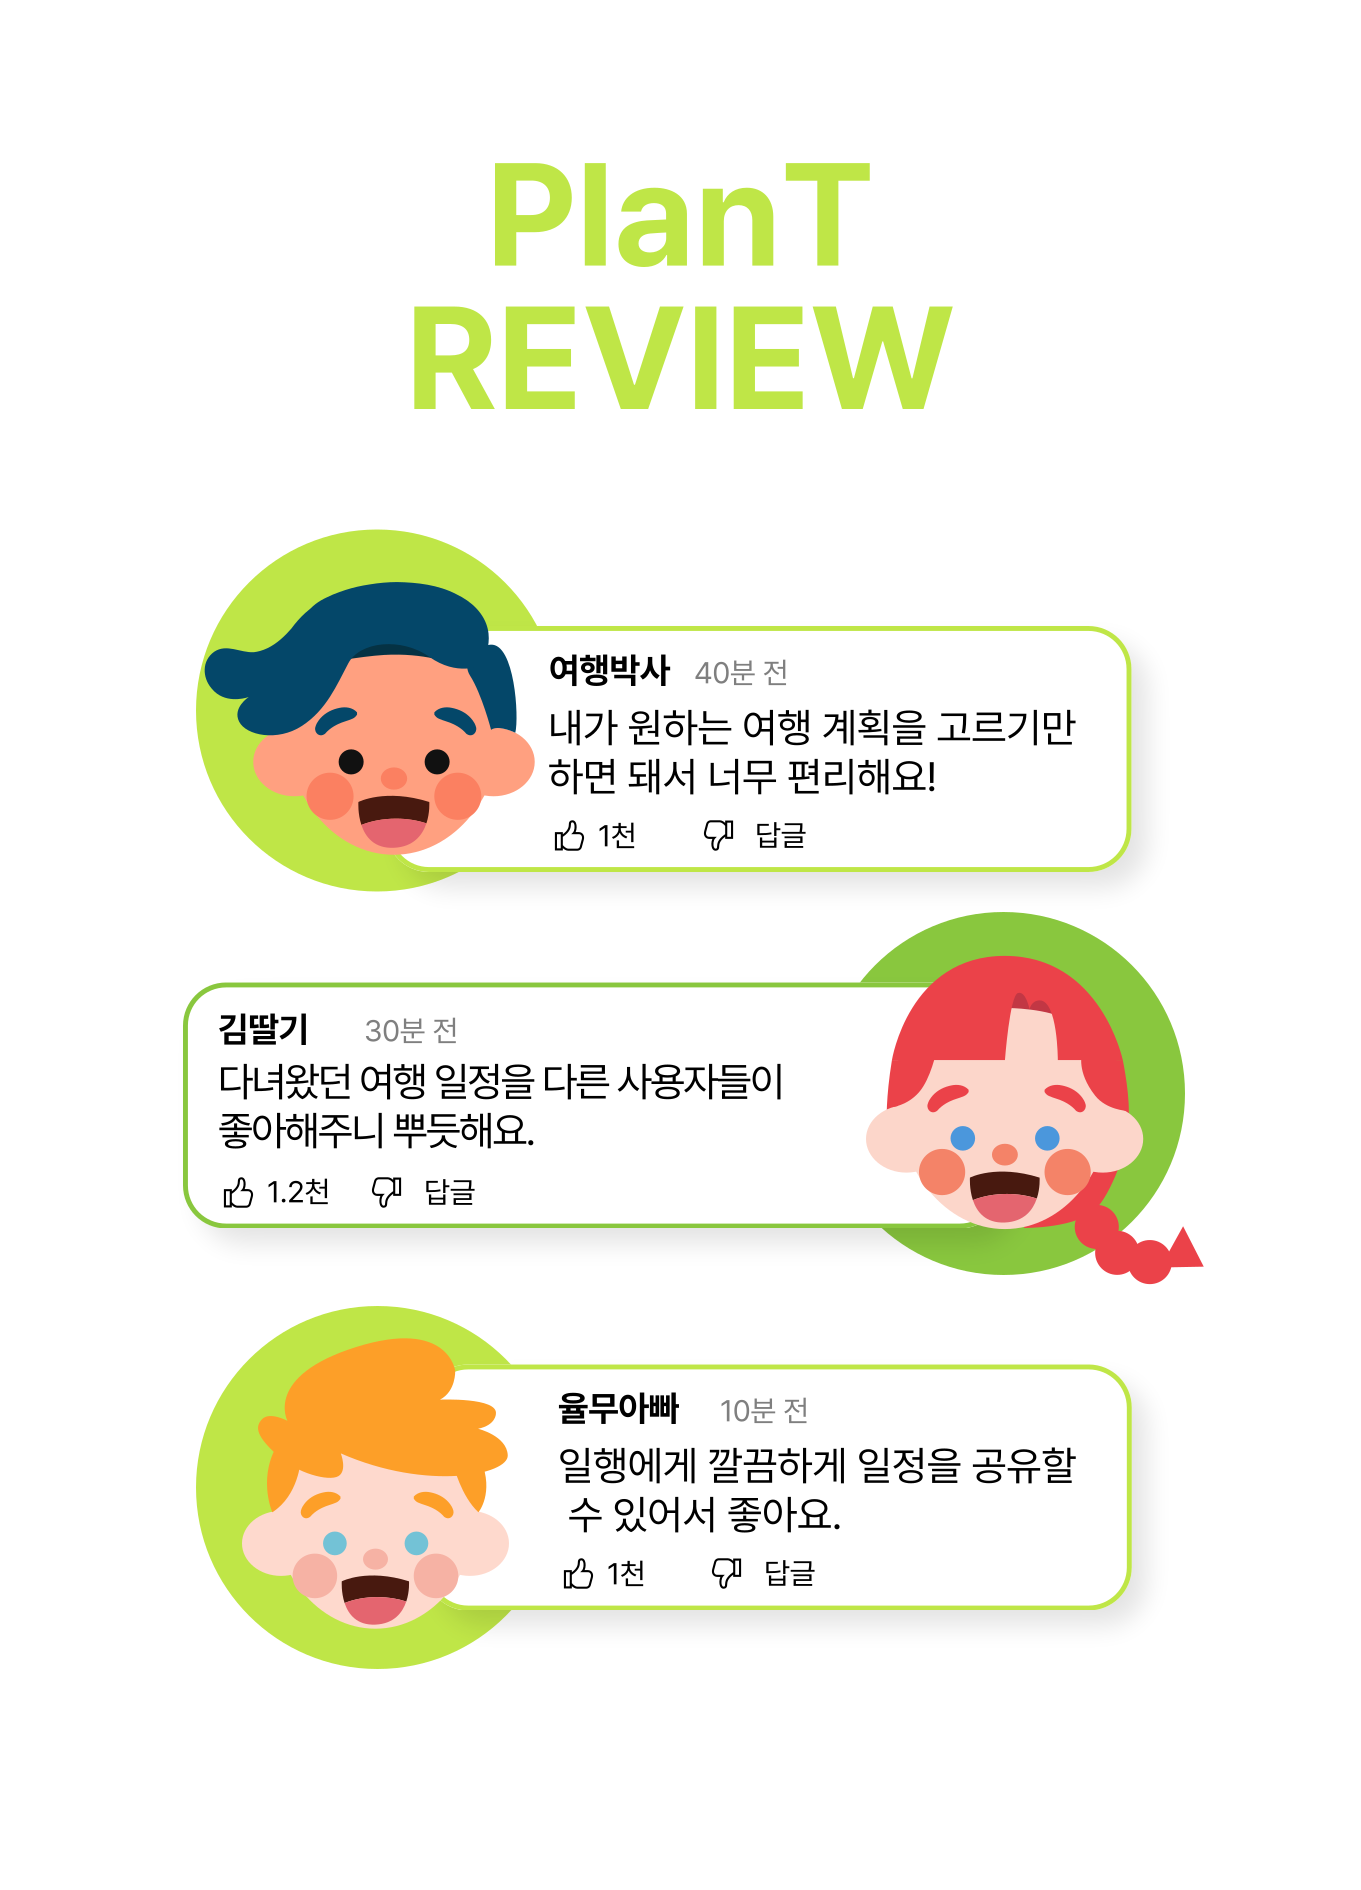 PlanT
REVIEW
여행박사 40분 전
내가 원하는 여행 계획을 고르기만
하면 돼서 너무 편리해요!
1천 답글
김딸기 30분 전
다녀왔던 여행 일정을 다른 사용자들이
좋아해주니 뿌듯해요.
1.2천 답글
율무아빠 10분 전
일행에게 깔끔하게 일정을 공유할
수 있어서 좋아요.
1천 답글